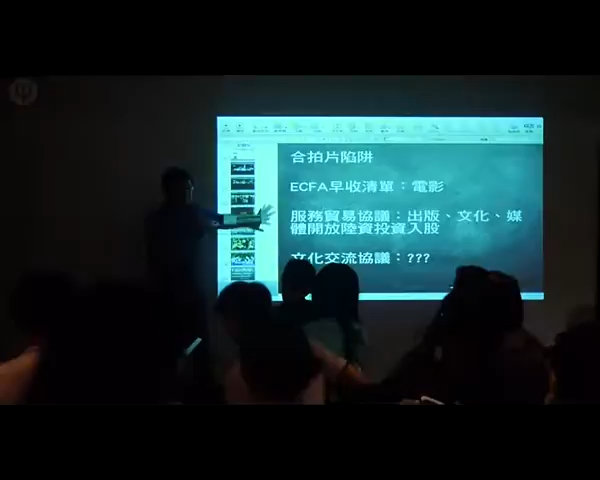 合拍片陷阱
ECFA早收清單：電影
服務貿易協議：出版、文化、媒
體開放陸資投資入股
文化交流協議：???